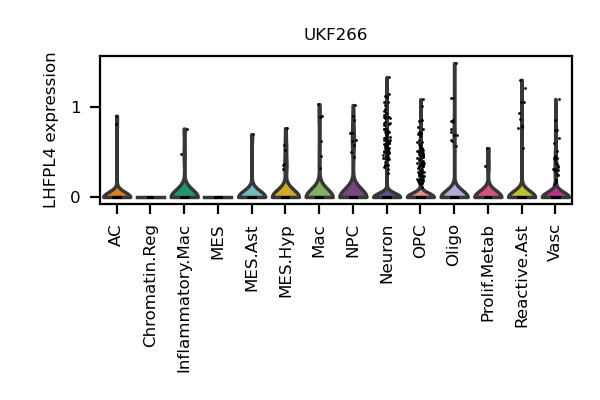 UKF266
LHFPL4 expression
1
0
AC
Chromatin.Reg
Inflammatory.Mac
MES
MES.Ast
MES.Hyp
Mac
NPC
Neuron
OPC
Oligo
Prolif.Metab
Reactive.Ast
Vasc